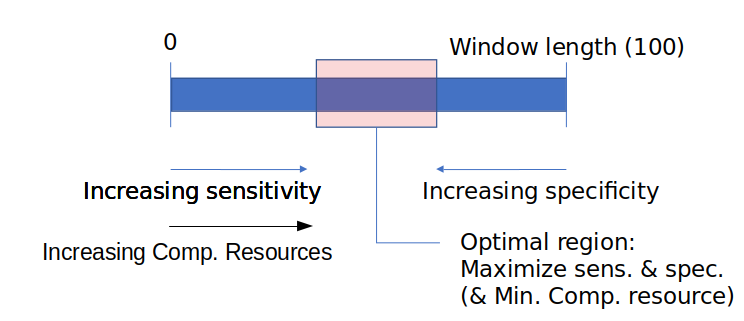 0
Window length (100)
Increasing sensitivity
Increasing specificity
Increasing Comp. Resources
Optimal region:
Maximize sens. & spec.
(& Min. Comp. resource)